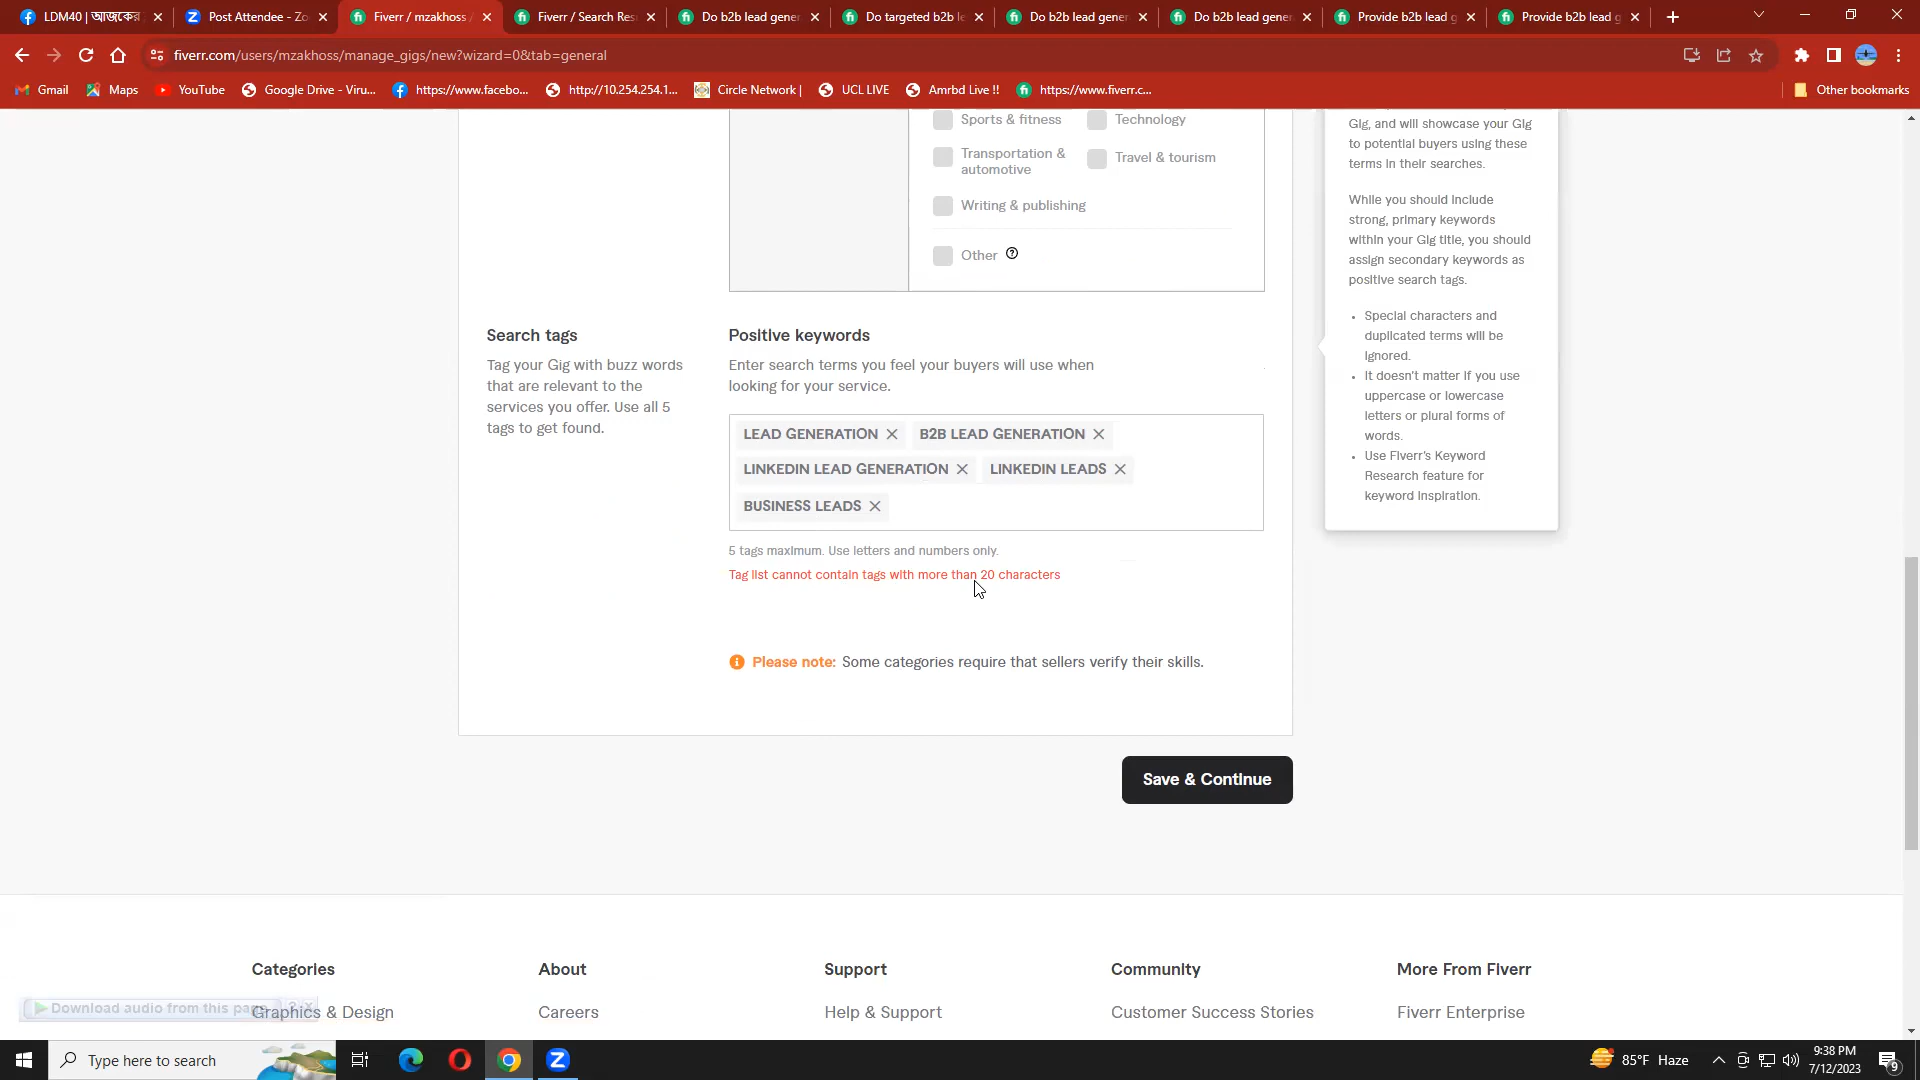 LDM40 | আজকের
Post Attendee - Zo
Fiverr / mzakhoss
Fiverr / Search Res
Do b2b lead gener
Do targeted b2b le
Do b2b lead gener
Do b2b lead gener
Provide b2b lead g
Provide b2b lead g
fiverr.com/users/mzakhoss/manage_gigs/new?wizard=0&tab=general
Gmail
Maps
YouTube
Google Drive - Viru...
https://www.facebo...
http://10.254.254.1...
Circle Network |
UCL LIVE
Amrbd Live !!
https://www.fiverr.c...
Other bookmarks
Sports & fitness
Technology
Transportation &
automotive
Travel & tourism
Writing & publishing
Other
Gig, and will showcase your Gig
to potential buyers using these
terms in their searches.
While you should include
strong, primary keywords
within your Gig title, you should
assign secondary keywords as
positive search tags.
• Special characters and
duplicated terms will be
ignored.
• It doesn't matter if you use
uppercase or lowercase
letters or plural forms of
words.
• Use Fiverr's Keyword
Research feature for
keyword inspiration.
Search tags
Tag your Gig with buzz words
that are relevant to the
services you offer. Use all 5
tags to get found.
Positive keywords
Enter search terms you feel your buyers will use when
looking for your service.
LEAD GENERATION
B2B LEAD GENERATION
LINKEDIN LEAD GENERATION
LINKEDIN LEADS
BUSINESS LEADS
5 tags maximum. Use letters and numbers only.
Tag list cannot contain tags with more than 20 characters
Please note: Some categories require that sellers verify their skills.
Save & Continue
Categories
About
Support
Community
More From Fiverr
Download audio from this page
Graphics & Design
Careers
Help & Support
Customer Success Stories
Fiverr Enterprise
Type here to search
85°F Haze
9:38 PM
7/12/2023
9